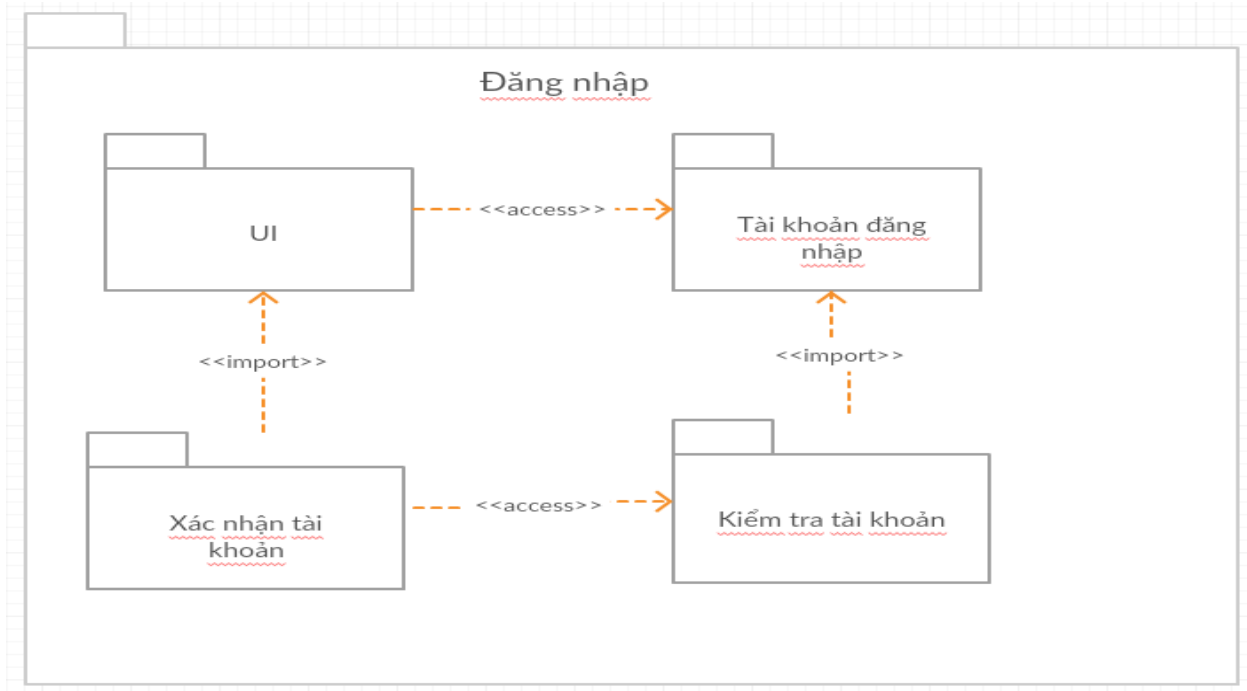 Đăng nhập
UI
<<access>>
Tài khoản đăng
nhập
<<import>>
<<import>>
Xác nhận tài
khoản
<<access>>
Kiểm tra tài khoản